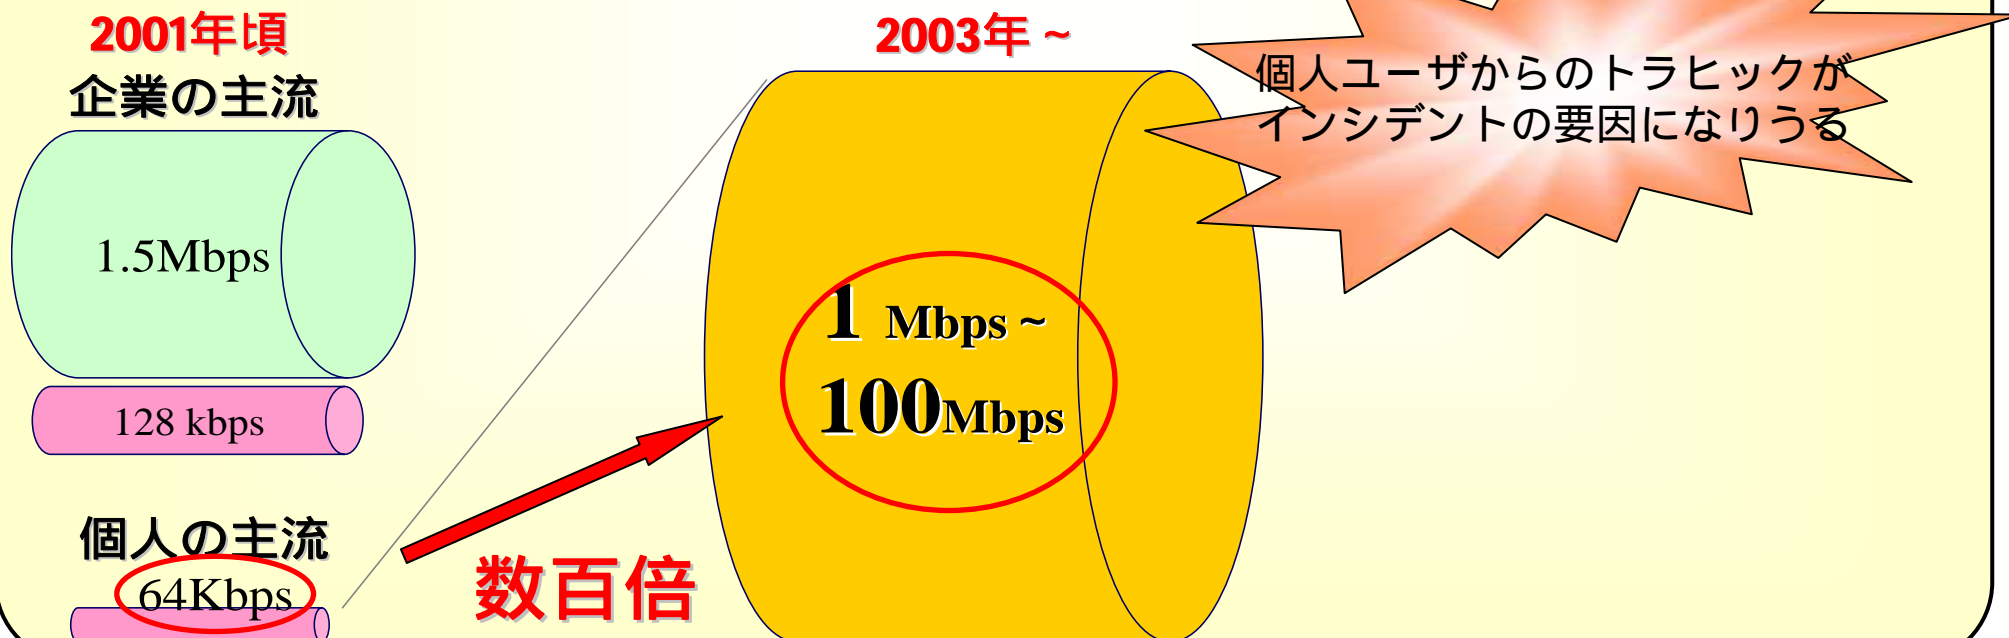 2001年頃
企業の主流
1.5Mbps
128 kbps
個人の主流
64Kbps
数百倍
2003年 ~
1 Mbps ~
100Mbps
個人ユーザからのトラヒックが
インシデントの要因になりうる